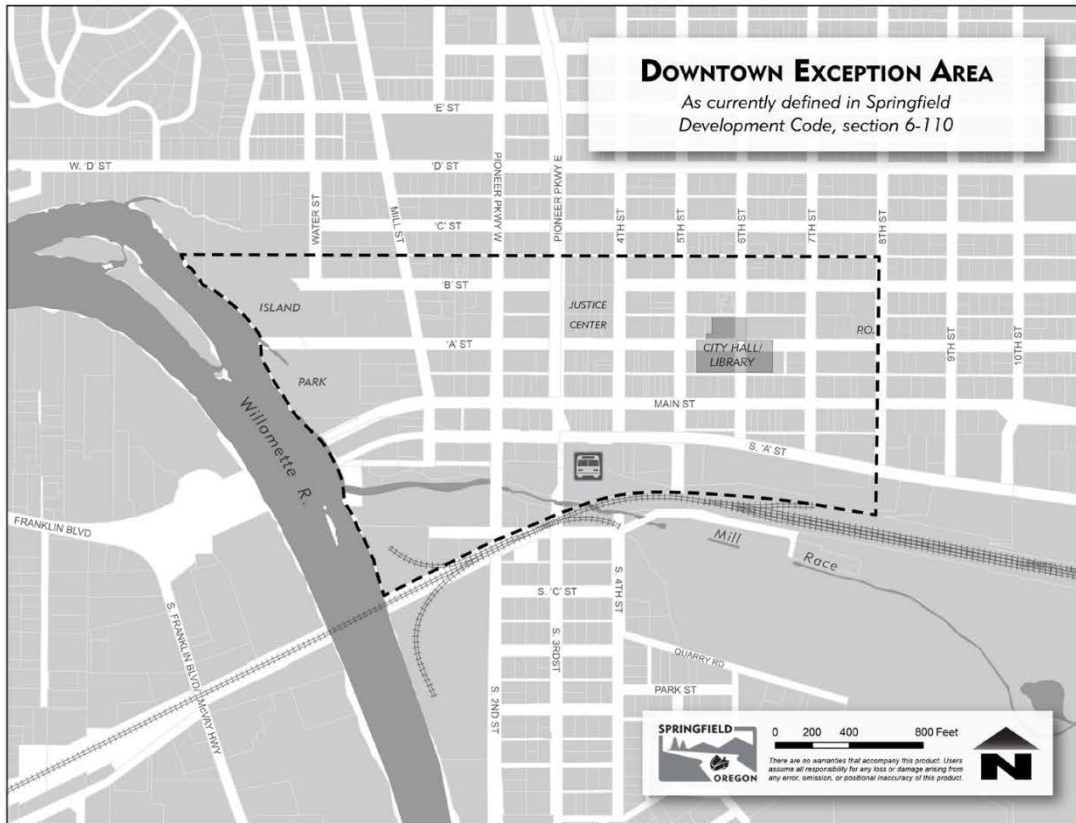 DOWNTOWN EXCEPTION AREA
As currently defined in Springfield
Development Code, section 6-110
'E' ST
W. 'D' ST
'D' ST
PIONEER PKWY W
PIONEER PKWY E
WATER ST
MILL ST
'C' ST
4TH ST
5TH ST
6TH ST
7TH ST
8TH ST
'B' ST
ISLAND
JUSTICE
CENTER
P.O.
'A' ST
CITY HALL/
LIBRARY
9TH ST
10TH ST
PARK
MAIN ST
Willamette R.
S. 'A' ST
FRANKLIN BLVD
Mill
Race
S. 'C' ST
S. 4TH ST
S. 3RDST
S. FRANKLIN BLVD/ McVAY HWY
QUARRY RD
PARK ST
S. 2ND ST
SPRINGFIELD
OREGON
0 200 400 800 Feet
There are no warranties that accompany this product. Users
assume all responsibility for any loss or damage arising from
any error, omission, or positional inaccuracy of this product.
N